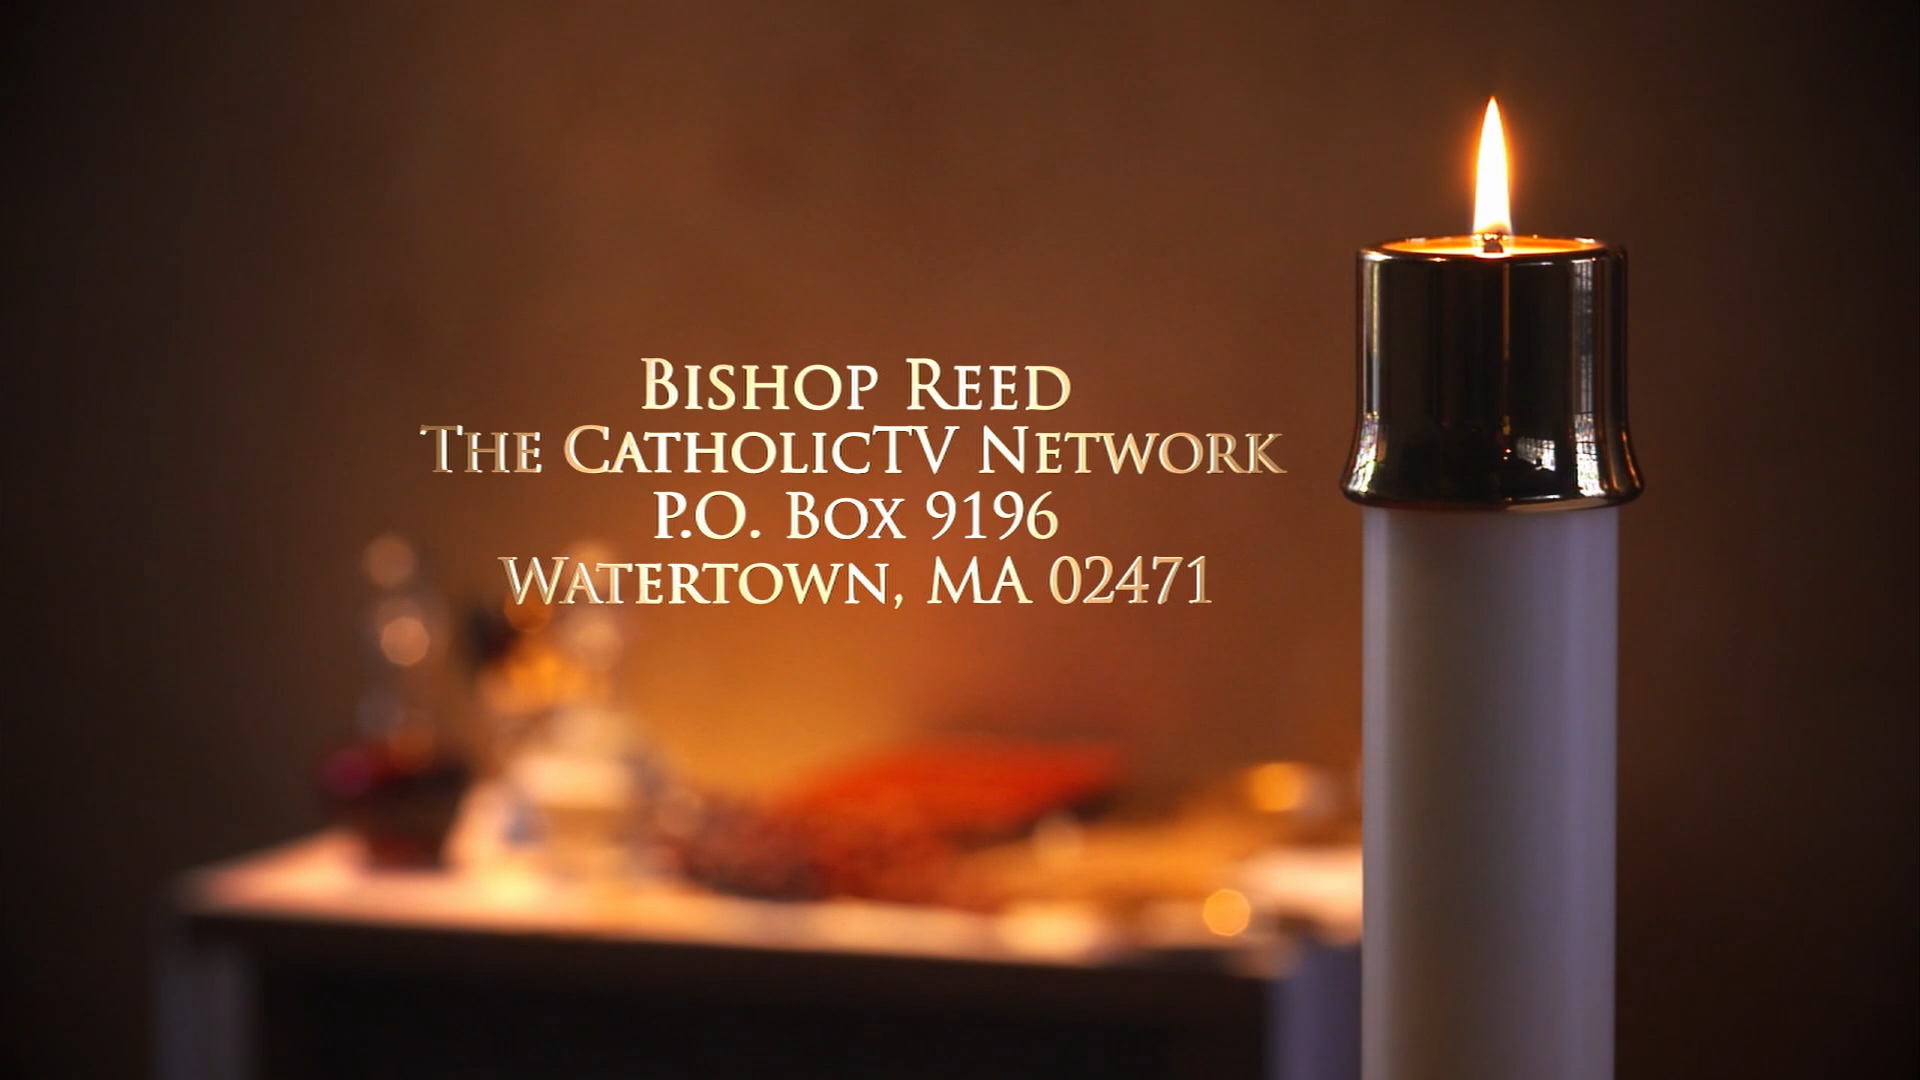 Bishop Reed
The CatholicTV Network
P.O. Box 9196
Watertown, MA 02471